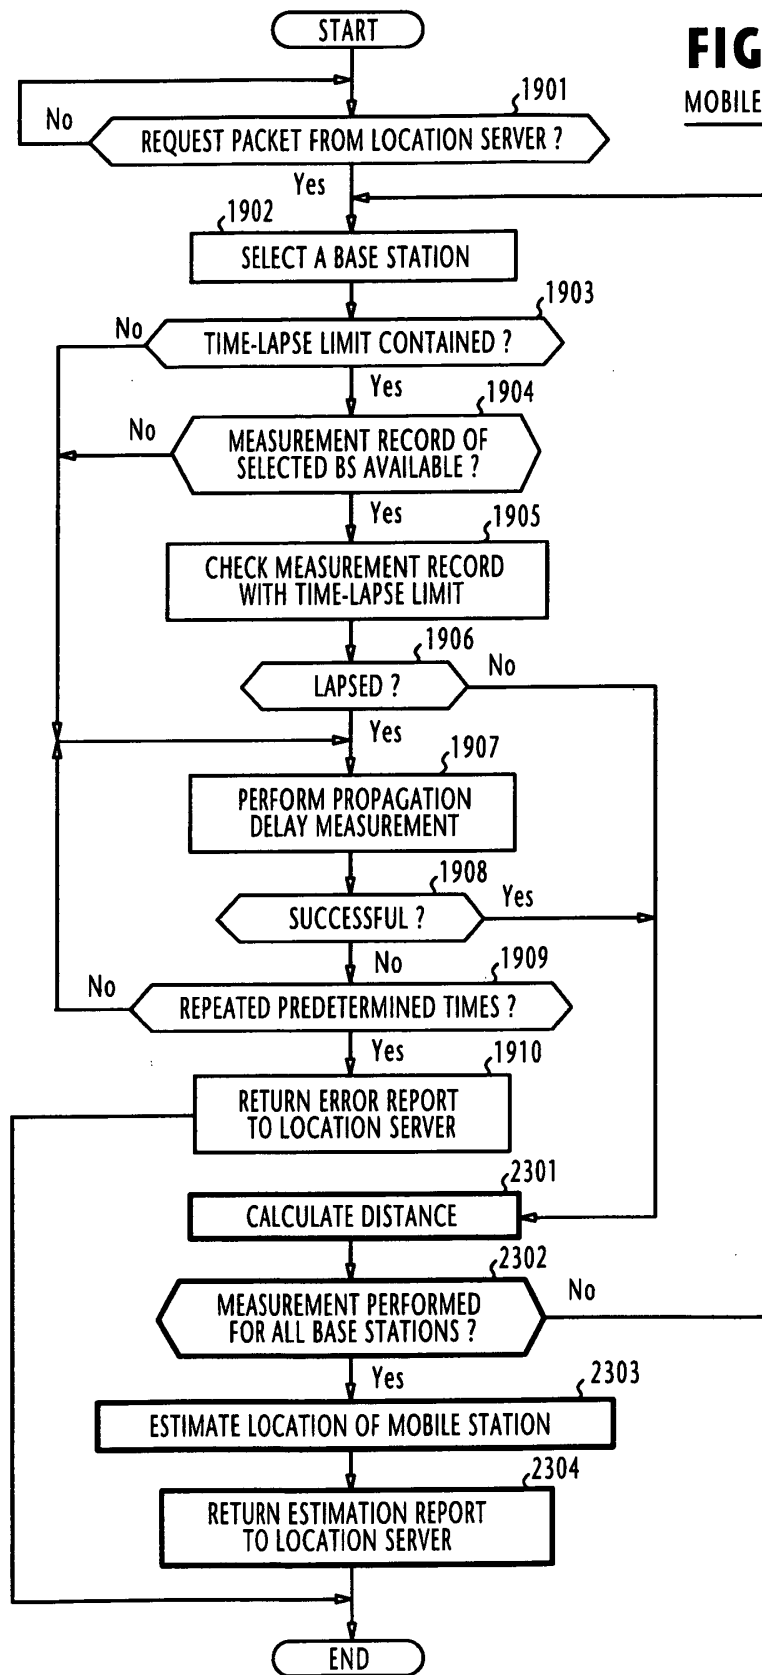 START
FIG
MOBILE
1901
No
REQUEST PACKET FROM LOCATION SERVER ?
Yes
1902
SELECT A BASE STATION
1903
No
TIME-LAPSE LIMIT CONTAINED ?
Yes
1904
No
MEASUREMENT RECORD OF
SELECTED BS AVAILABLE ?
Yes
1905
CHECK MEASUREMENT RECORD
WITH TIME-LAPSE LIMIT
1906
No
LAPSED ?
Yes
1907
PERFORM PROPAGATION
DELAY MEASUREMENT
1908
Yes
SUCCESSFUL ?
No
1909
No
REPEATED PREDETERMINED TIMES ?
Yes
1910
RETURN ERROR REPORT
TO LOCATION SERVER
2301
CALCULATE DISTANCE
2302
No
MEASUREMENT PERFORMED
FOR ALL BASE STATIONS ?
Yes
2303
ESTIMATE LOCATION OF MOBILE STATION
2304
RETURN ESTIMATION REPORT
TO LOCATION SERVER
END